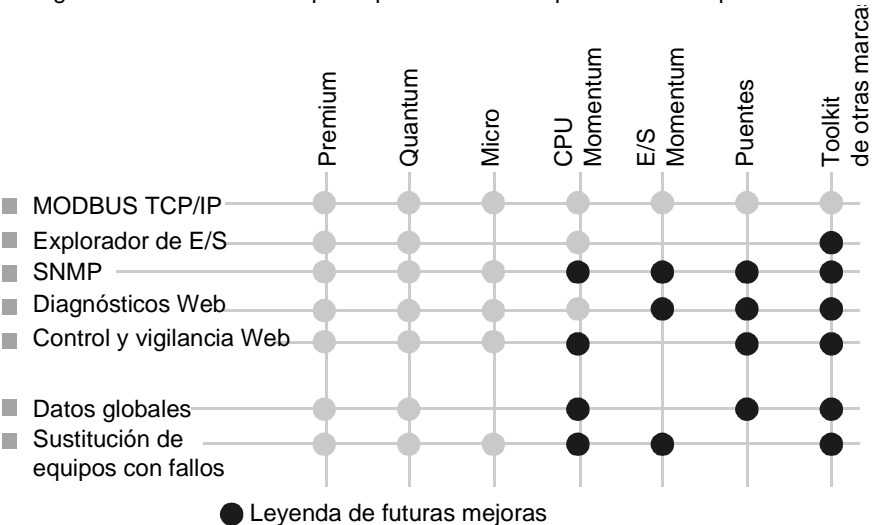 Premium
Quantum
Micro
CPU
Momentum
E/S
Momentum
Puentes
Toolkit
de otras
MODBUS TCP/IP
Explorador de E/S
SNMP
Diagnósticos Web
Control y vigilancia Web
Datos globales
Sustitución de
equipos con fallos
Leyenda de futuras mejoras